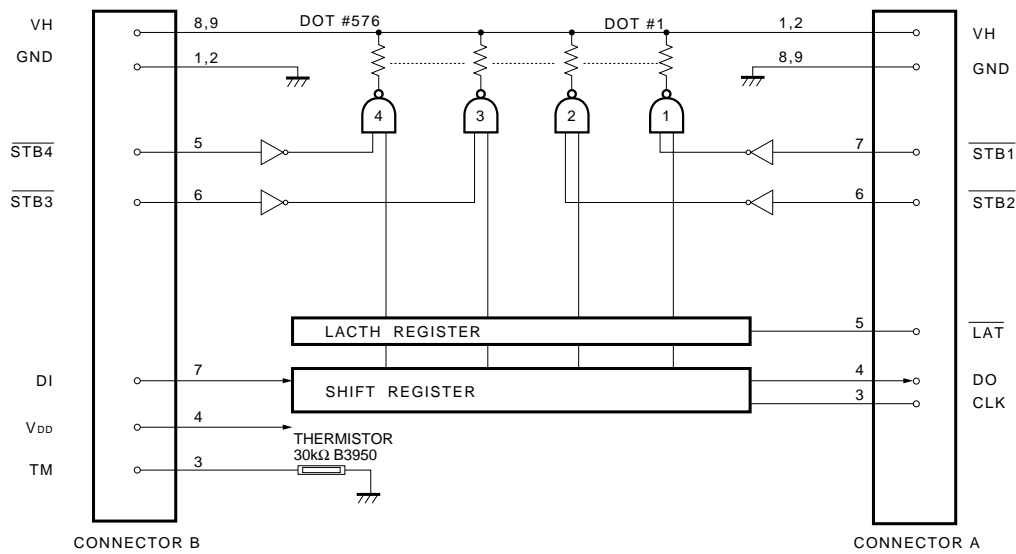 VH 8,9 DOT #576 DOT #1 1,2 VH
GND 1,2 8,9 GND
4 3 2 1
STB4 5 7 STB1
STB3 6 6 STB2
LACTH REGISTER 5 LAT
DI 7 SHIFT REGISTER 4 DO
3 CLK
VDD 4
THERMISTOR
30kΩ B3950
TM 3
CONNECTOR B CONNECTOR A